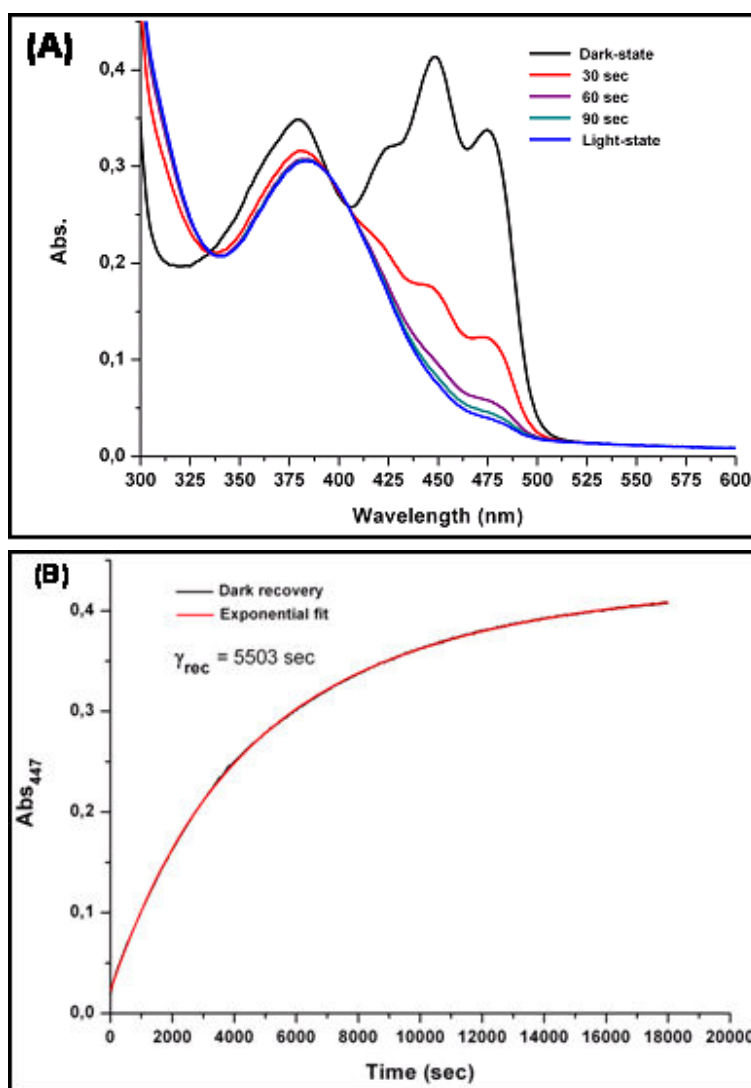 (A)
Dark-state
30 sec
60 sec
90 sec
Light-state
Abs.
0,4
0,3
0,2
0,1
0,0
300 325 350 375 400 425 450 475 500 525 550 575 600
Wavelength (nm)
(B)
Dark recovery
Exponential fit
γrec = 5503 sec
Abs447
0,4
0,3
0,2
0,1
0,0
0 2000 4000 6000 8000 10000 12000 14000 16000 18000 20000
Time (sec)